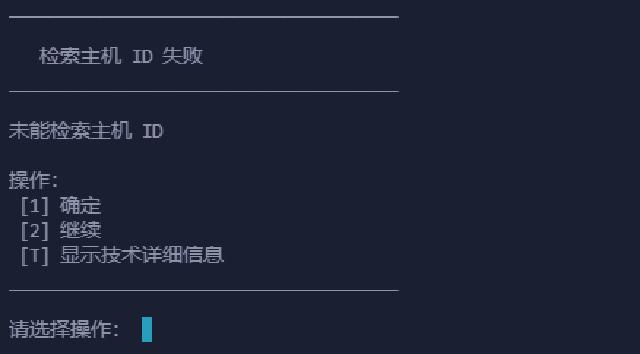 检索主机 ID 失败
未能检索主机 ID
操作:
[1] 确定
[2] 继续
[T] 显示技术详细信息
请选择操作: